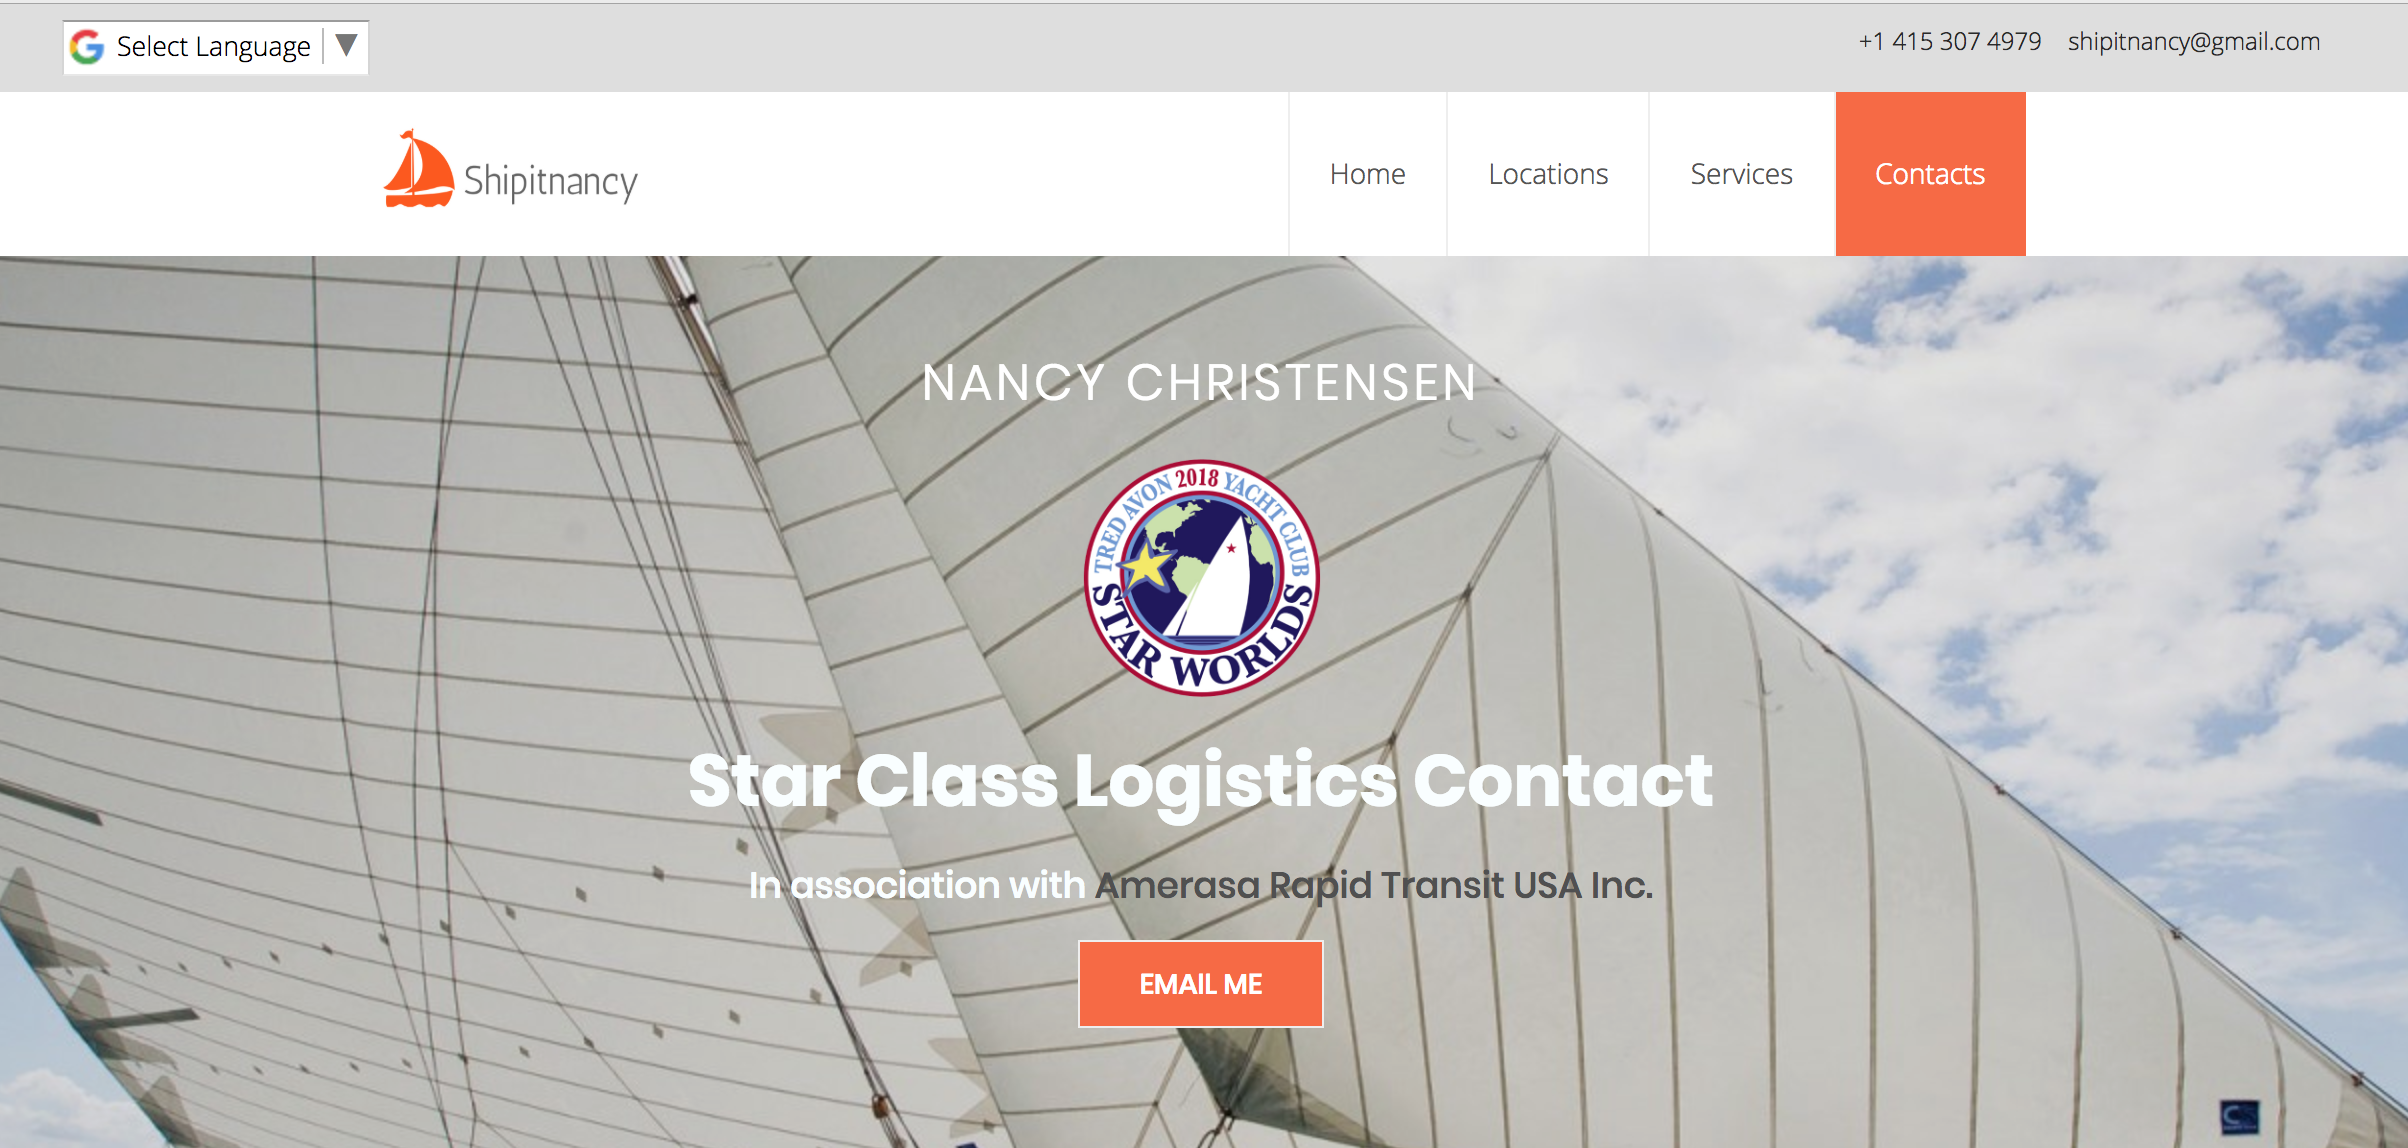 Select Language ▼
+1 415 307 4979 shipitnancy@gmail.com
Shipitnancy
Home Locations Services Contacts
NANCY CHRISTENSEN
TRED AVON 2018 YACHT CLUB
STAR WORLDS
Star Class Logistics Contact
In association with Amerasa Rapid Transit USA Inc.
EMAIL ME